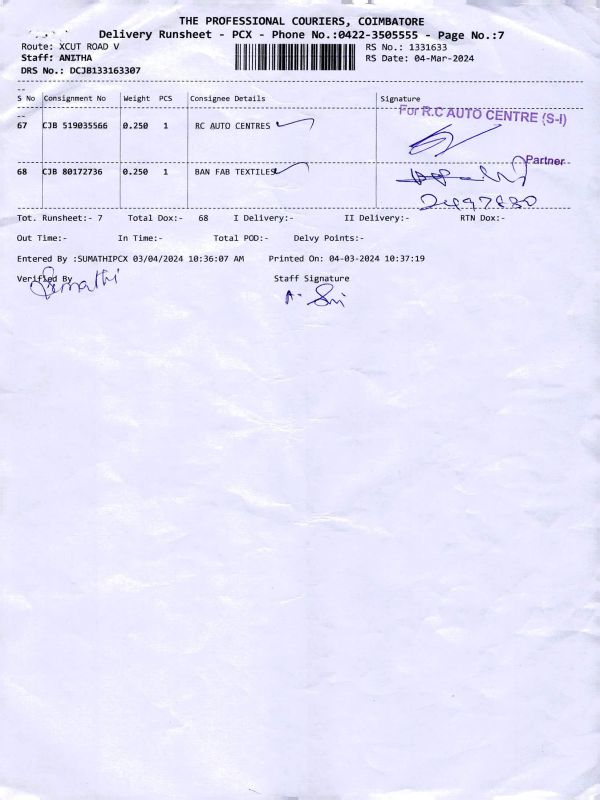 THE PROFESSIONAL COURIERS, COIMBATORE
Delivery Runsheet - PCX - Phone No.:0422-3505555 - Page No.:7
Route: XCUT ROAD V RS No.: 1331633
Staff: ANITHA RS Date: 04-Mar-2024
DRS No.: DCJB133163307
S No Consignment No Weight PCS Consignee Details Signature
For R.C AUTO CENTRE (S-I)
67 CJB 519035566 0.250 1 RC AUTO CENTRES
Partner
68 CJB 80172736 0.250 1 BAN FAB TEXTILES
Tot. Runsheet:- 7 Total Dox:- 68 I Delivery:- II Delivery:- RTN Dox:-
Out Time:- In Time:- Total POD:- Delvy Points:-
Entered By :SUMATHIPCX 03/04/2024 10:36:07 AM Printed On: 04-03-2024 10:37:19
Verified By Staff Signature
Sumathi